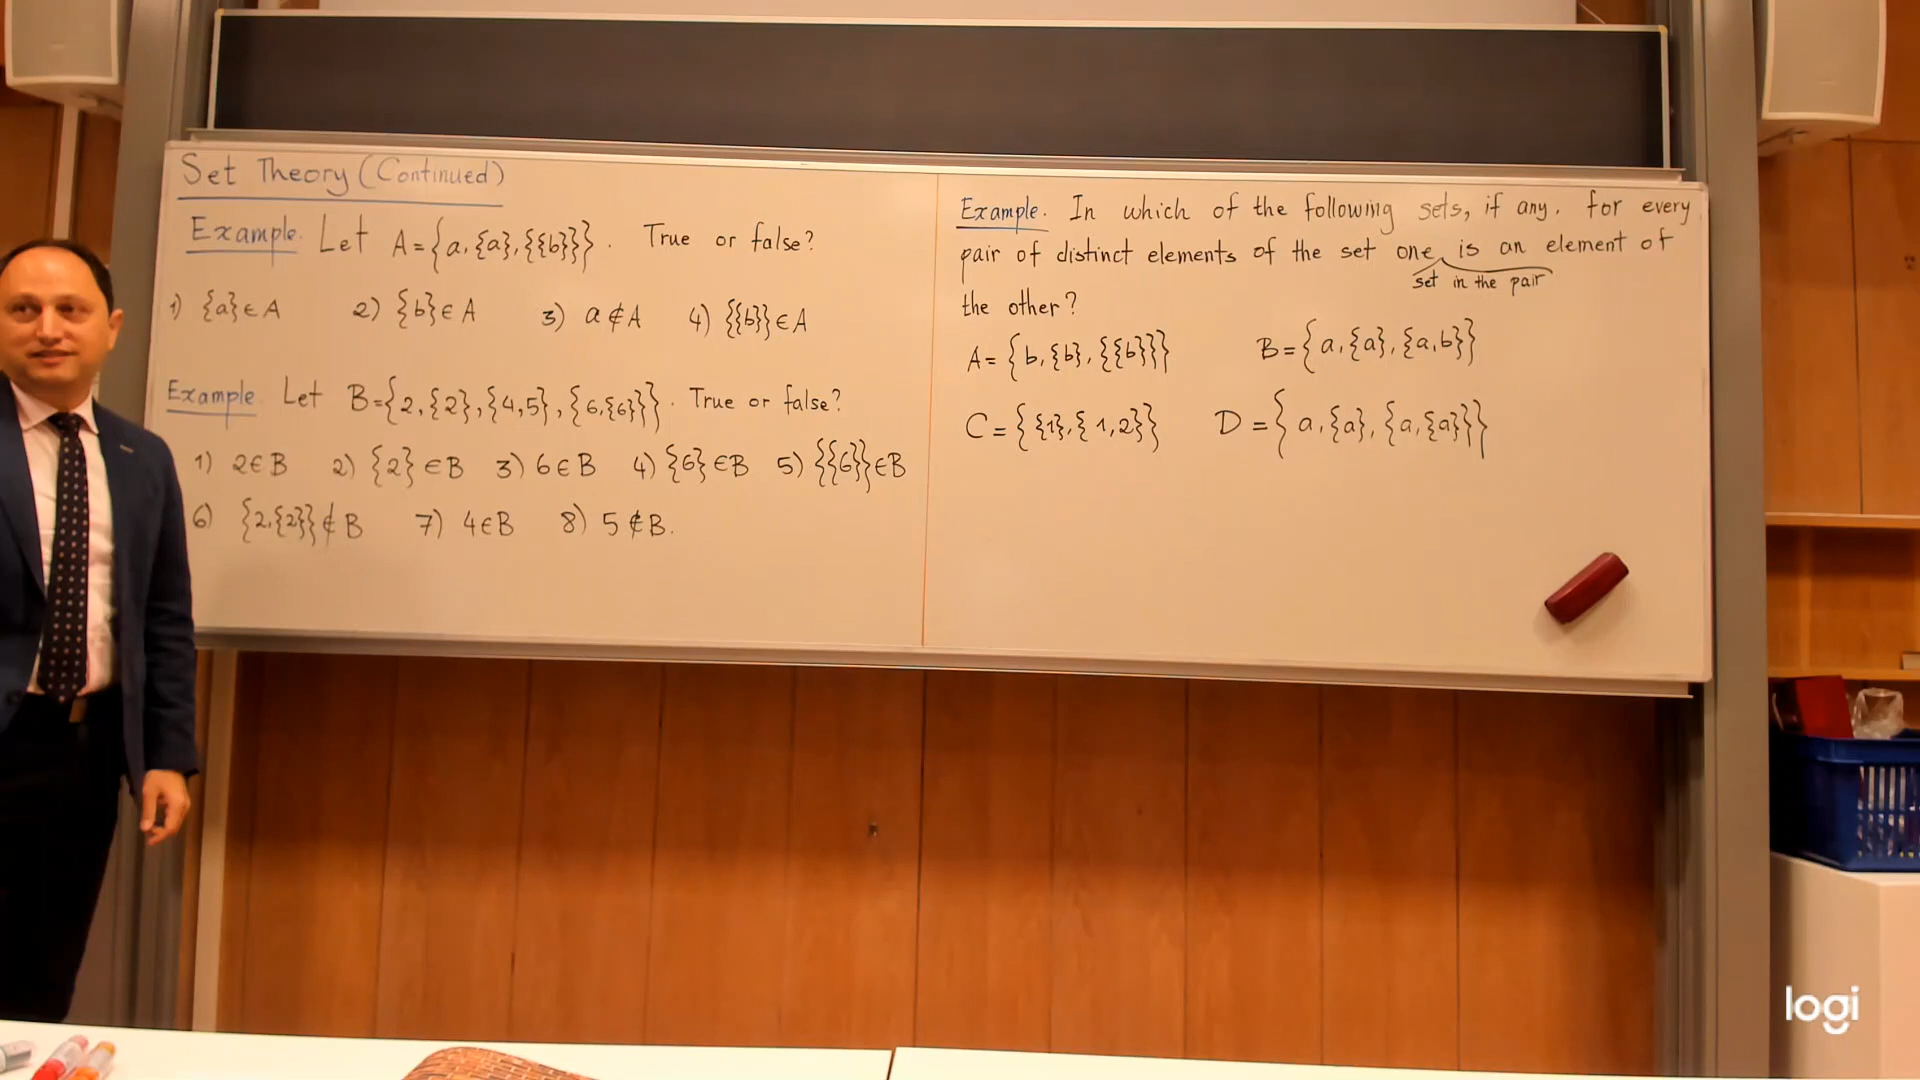 Set Theory (Continued)
Example. Let A={a,{a},{{b}}}. True or false?
1) {a}∈A 2) {b}∈A 3) a∉A 4) {{b}}∈A
Example. Let B={2,{2},{4,5},{6,{6}}}. True or false?
1) 2∈B 2) {2}∈B 3) 6∈B 4) {6}∈B 5) {{6}}∈B
6) {2,{2}}∉B 7) 4∈B 8) 5∉B.
Example. In which of the following sets, if any, for every
pair of distinct elements of the set one is an element of
set in the pair
the other?
A={b,{b},{{b}}} B={a,{a},{a,b}}
C={{1},{1,2}} D={a,{a},{a,{a}}}
logi